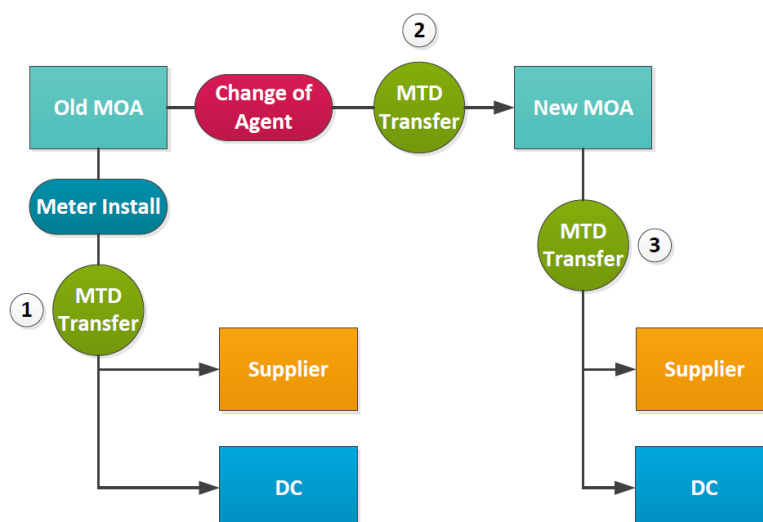 2
Old MOA
Change of
Agent
MTD
Transfer
New MOA
Meter Install
MTD
Transfer
3
1
MTD
Transfer
Supplier
Supplier
DC
DC